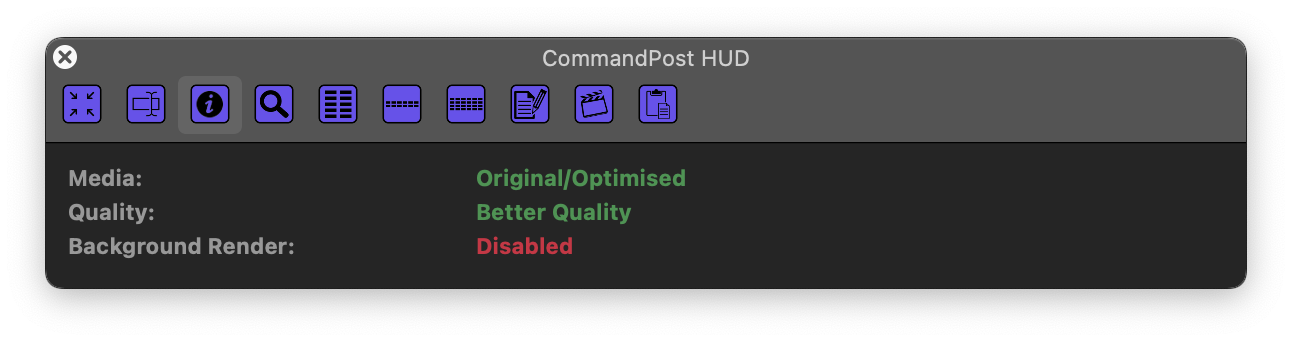 CommandPost HUD
Media: Original/Optimised
Quality: Better Quality
Background Render: Disabled